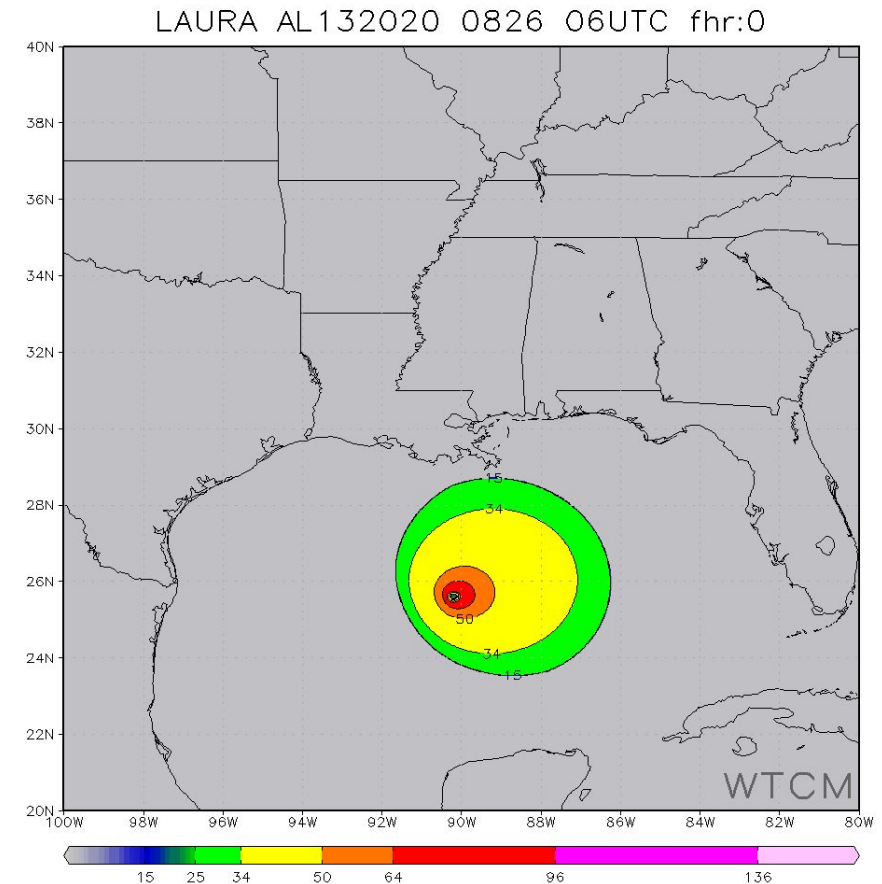 LAURA AL132020 0826 06UTC fhr:0
40N
38N
36N
34N
32N
30N
28N
26N
24N
22N
20N
15
34
50
34
15
WTCM
100W 98W 96W 94W 92W 90W 88W 86W 84W 82W 80W
15 25 34 50 64 96 136